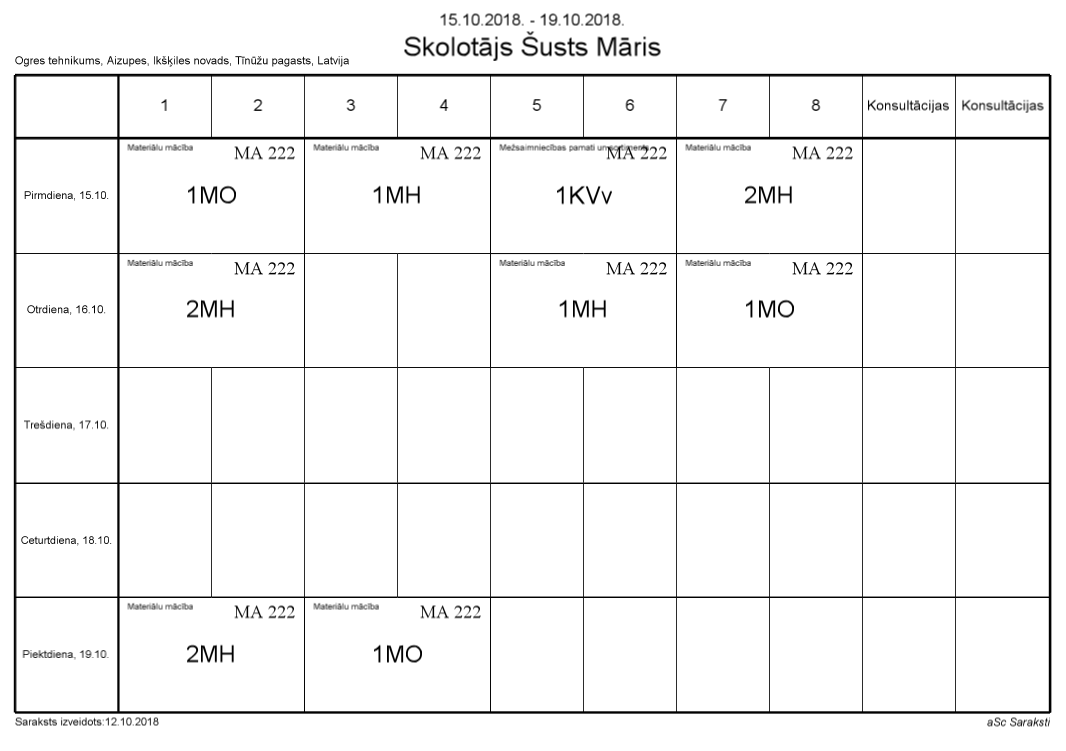 15.10.2018. - 19.10.2018.
Skolotājs Šusts Māris
Ogres tehnikums, Aizupes, Ikšķiles novads, Tīnūžu pagasts, Latvija
1 2 3 4 5 6 7 8 Konsultācijas Konsultācijas
Materiālu mācība MA 222 Materiālu mācība MA 222 Mežsaimniecības pamati un sortiments MA 222 Materiālu mācība MA 222
Pirmdiena, 15.10. 1MO 1MH 1KVv 2MH
Materiālu mācība MA 222 Materiālu mācība MA 222 Materiālu mācība MA 222
Otrdiena, 16.10. 2MH 1MH 1MO
Trešdiena, 17.10.
Ceturtdiena, 18.10.
Materiālu mācība MA 222 Materiālu mācība MA 222
Piektdiena, 19.10. 2MH 1MO
Saraksts izveidots:12.10.2018 aSc Saraksti